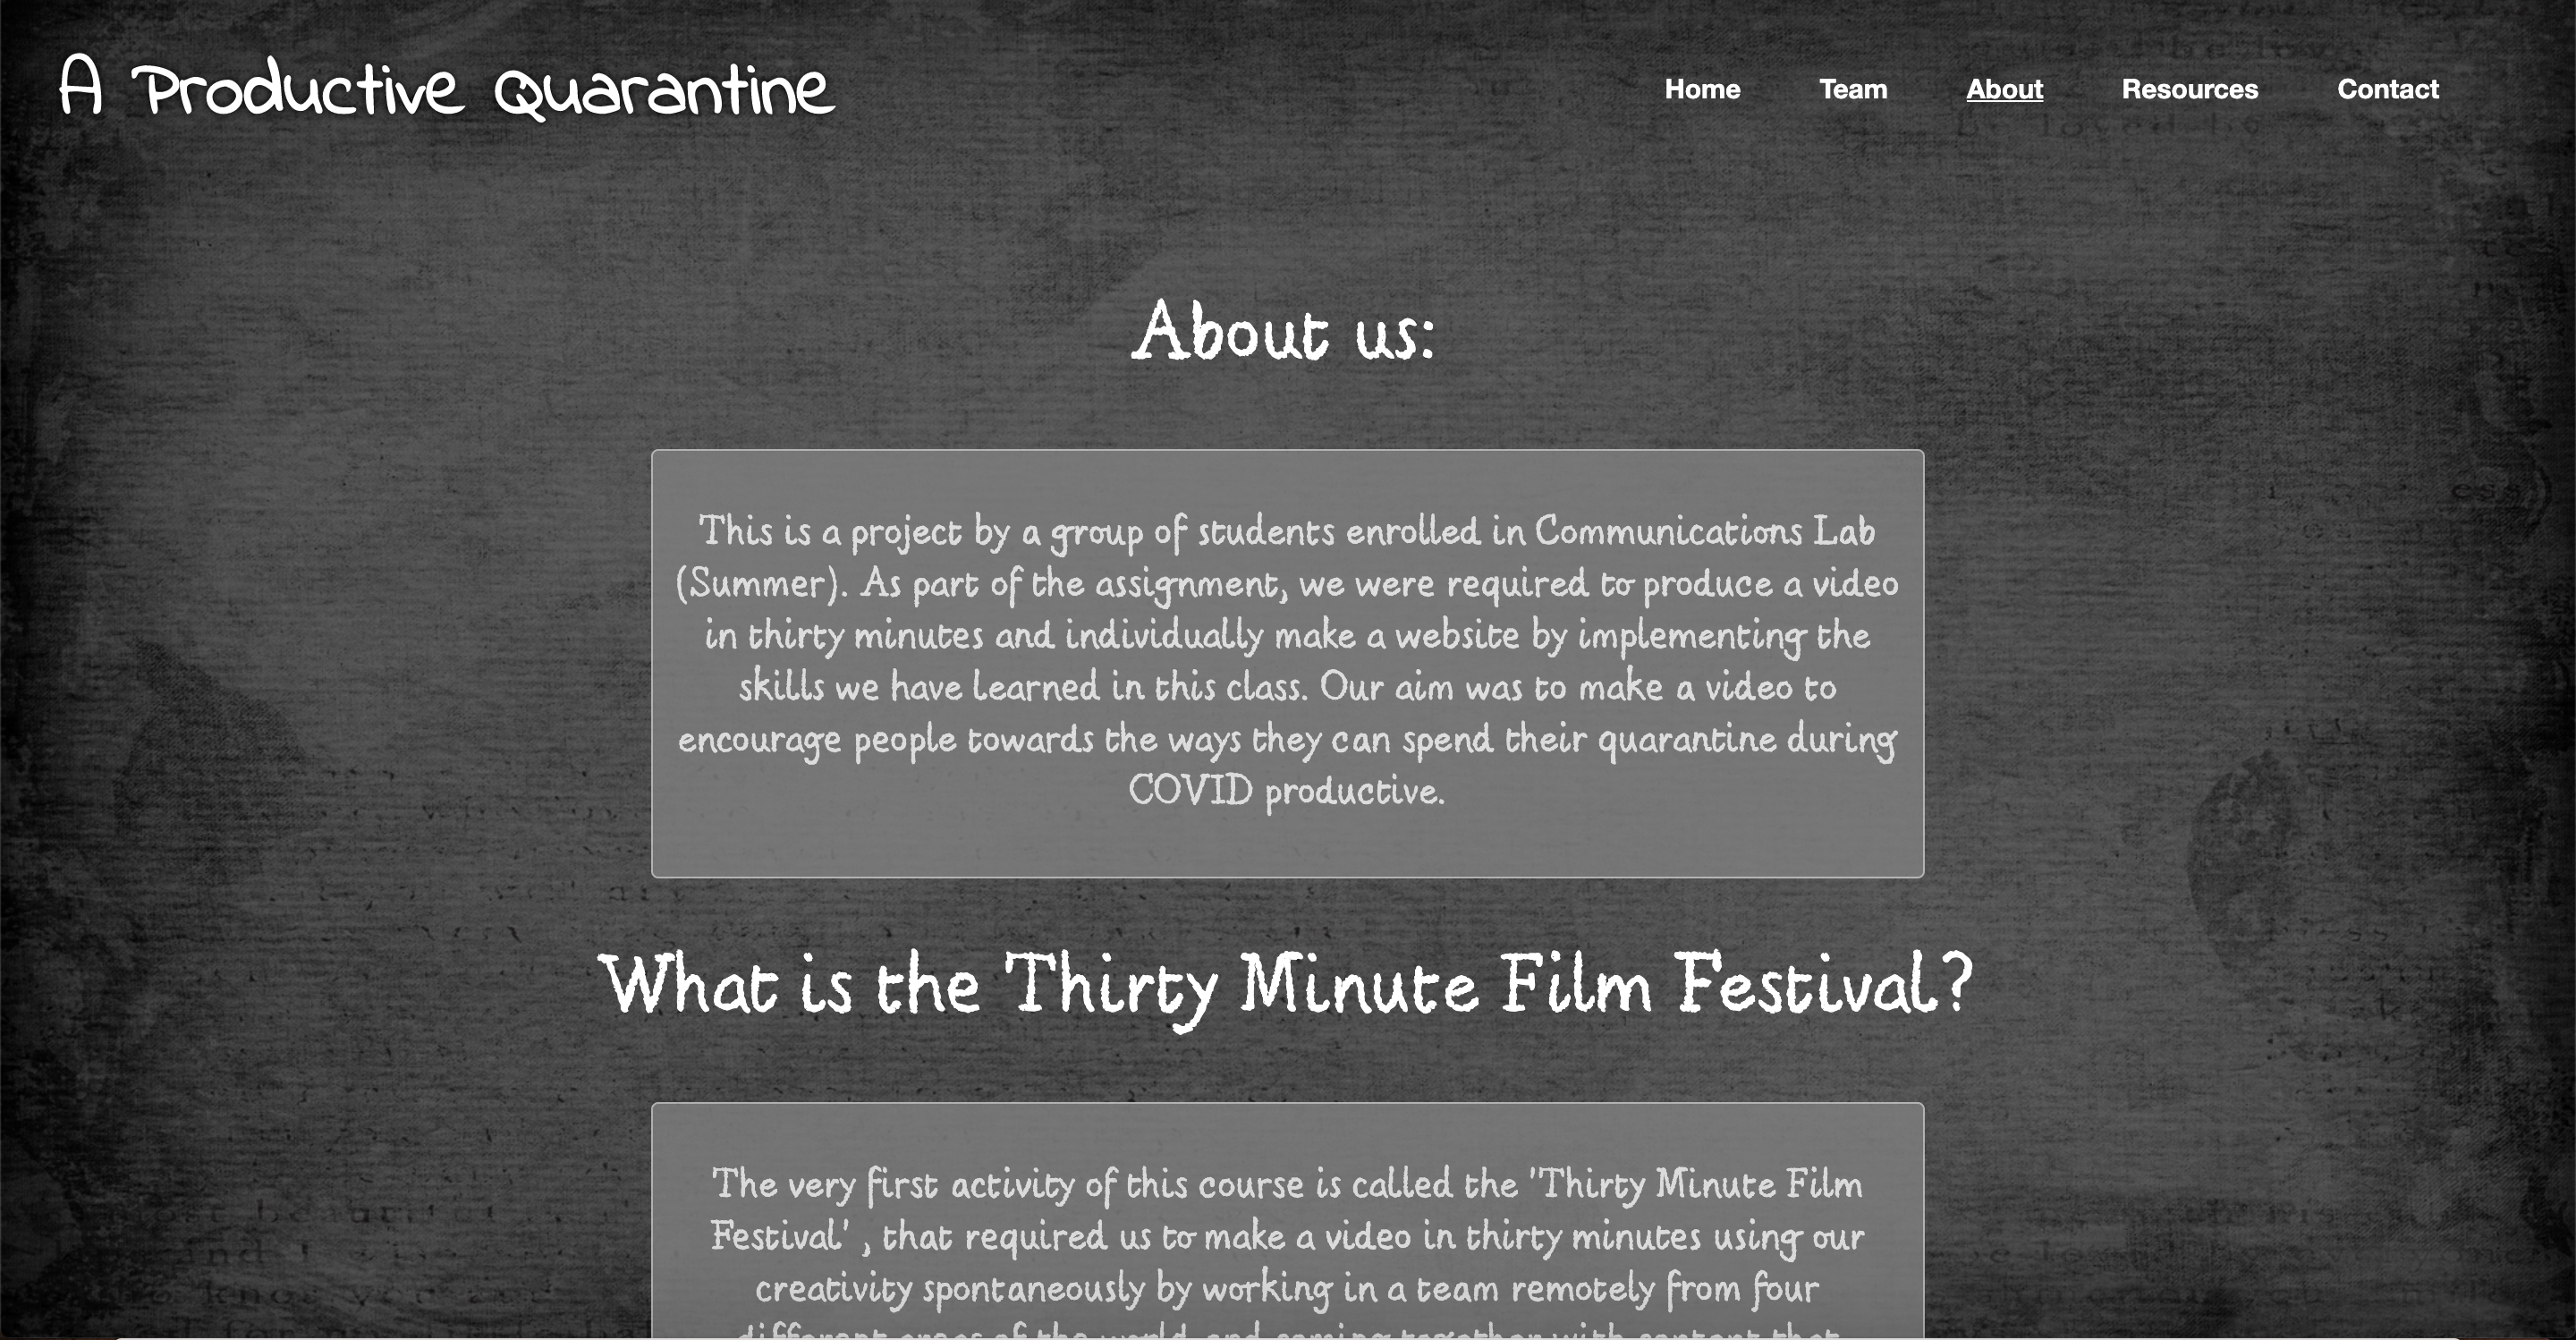 A Productive Quarantine
Home Team About Resources Contact
About us:
This is a project by a group of students enrolled in Communications Lab
(Summer). As part of the assignment, we were required to produce a video
in thirty minutes and individually make a website by implementing the
skills we have learned in this class. Our aim was to make a video to
encourage people towards the ways they can spend their quarantine during
COVID productive.
What is the Thirty Minute Film Festival?
The very first activity of this course is called the 'Thirty Minute Film
Festival' , that required us to make a video in thirty minutes using our
creativity spontaneously by working in a team remotely from four